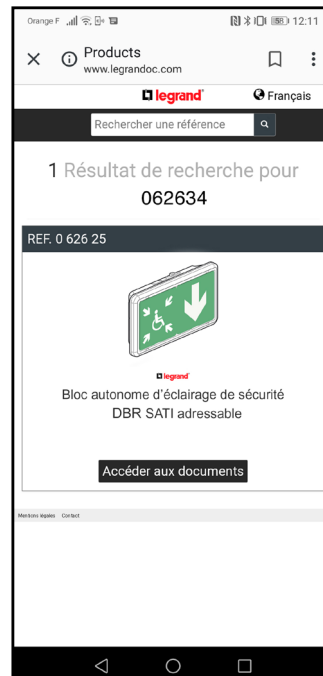 Orange F 58 12:11
Products
www.legrandoc.com
legrand Français
Rechercher une référence
1 Résultat de recherche pour
062634
REF. 0 626 25
legrand
Bloc autonome d'éclairage de sécurité
DBR SATI adressable
Accéder aux documents
Mentions légales Contact